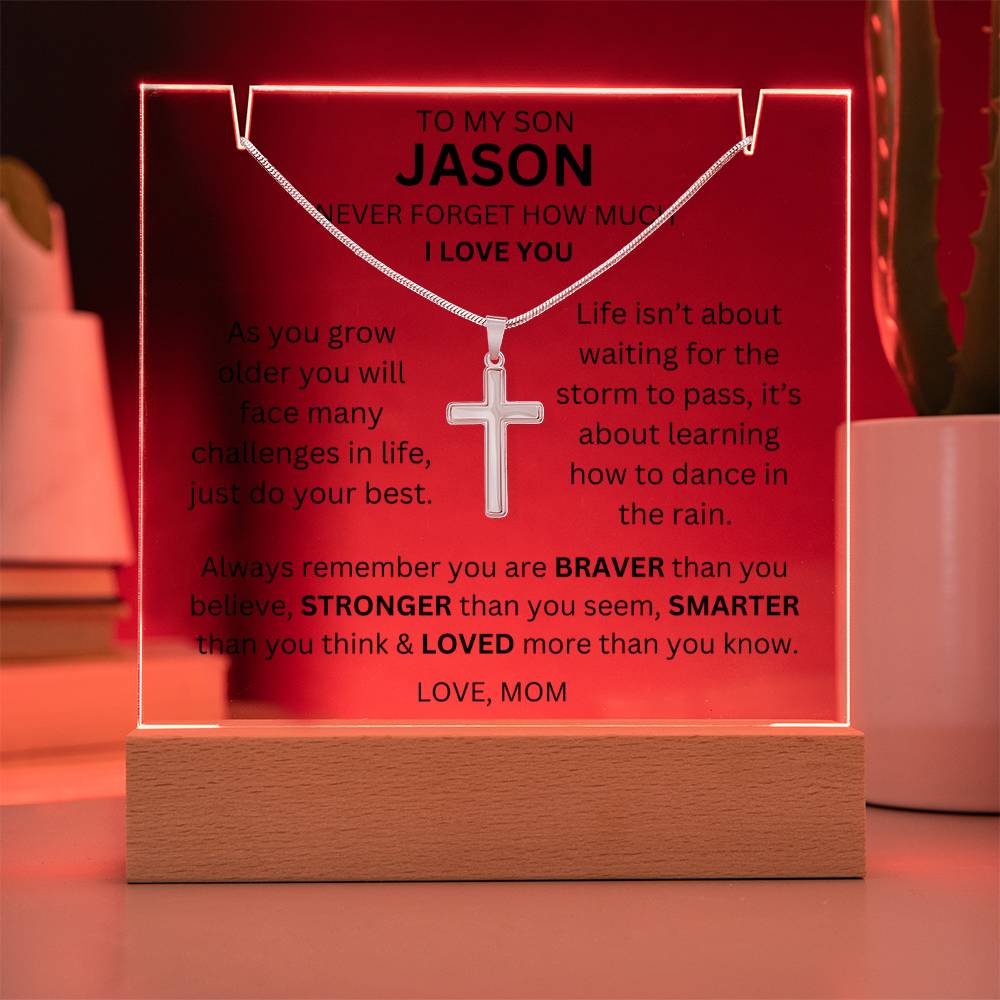 TO MY SON
JASON
NEVER FORGET HOW MUCH
I LOVE YOU
As you grow
older you will
face many
challenges in life,
just do your best.
Life isn’t about
waiting for the
storm to pass, it’s
about learning
how to dance in
the rain.
Always remember you are BRAVER than you
believe, STRONGER than you seem, SMARTER
than you think & LOVED more than you know.
LOVE, MOM